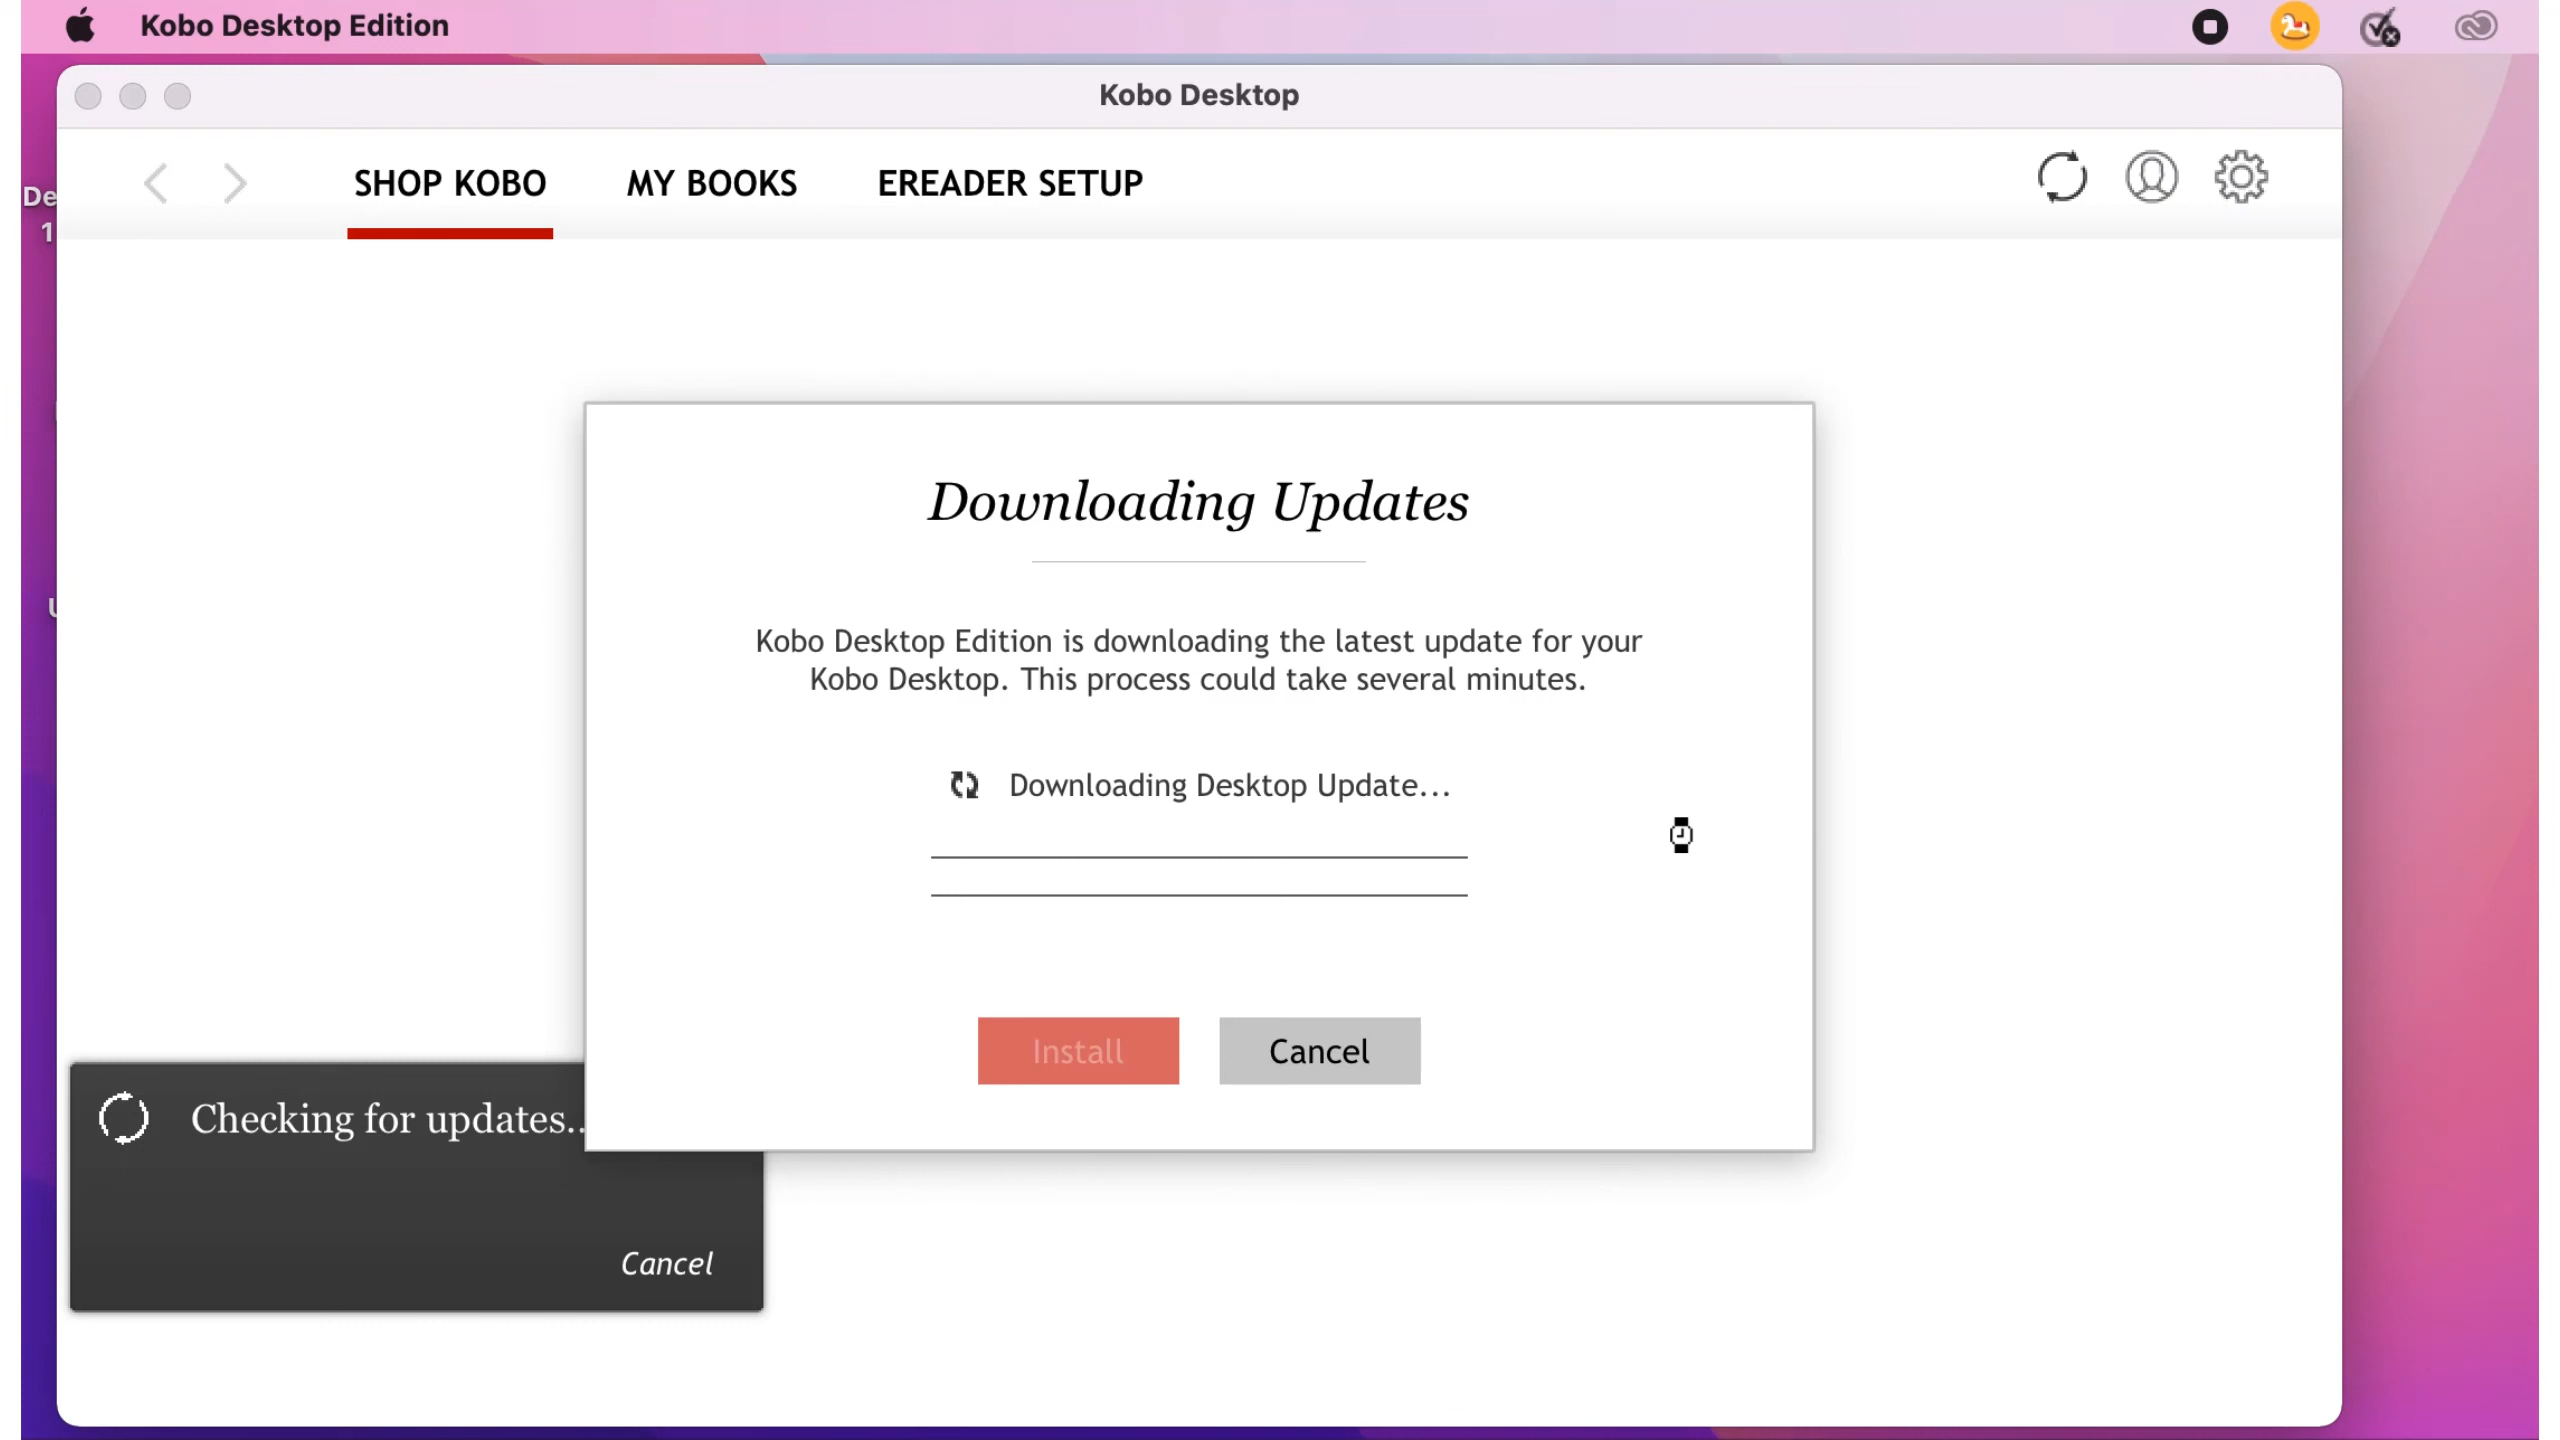 Kobo Desktop Edition
Kobo Desktop
SHOP KOBO MY BOOKS EREADER SETUP
De
1
Downloading Updates
Kobo Desktop Edition is downloading the latest update for your
Kobo Desktop. This process could take several minutes.
Downloading Desktop Update...
Install Cancel
Checking for updates..
Cancel